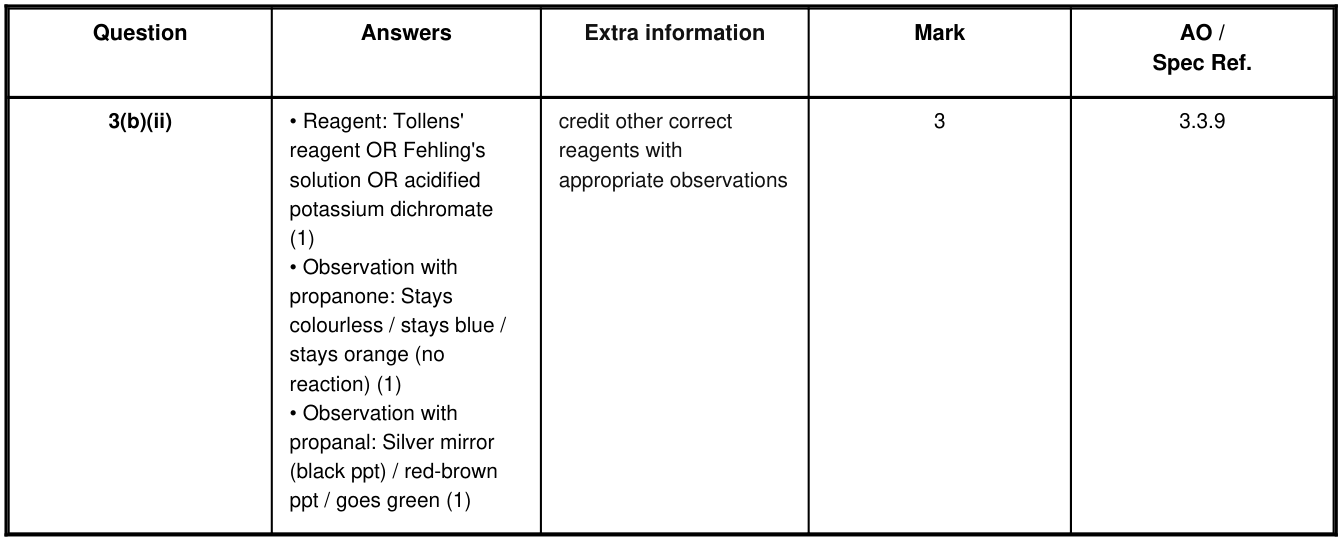 Question Answers Extra information Mark AO /
Spec Ref.
3(b)(ii) • Reagent: Tollens' credit other correct 3 3.3.9
reagent OR Fehling's reagents with
solution OR acidified appropriate observations
potassium dichromate
(1)
• Observation with
propanone: Stays
colourless / stays blue /
stays orange (no
reaction) (1)
• Observation with
propanal: Silver mirror
(black ppt) / red-brown
ppt / goes green (1)